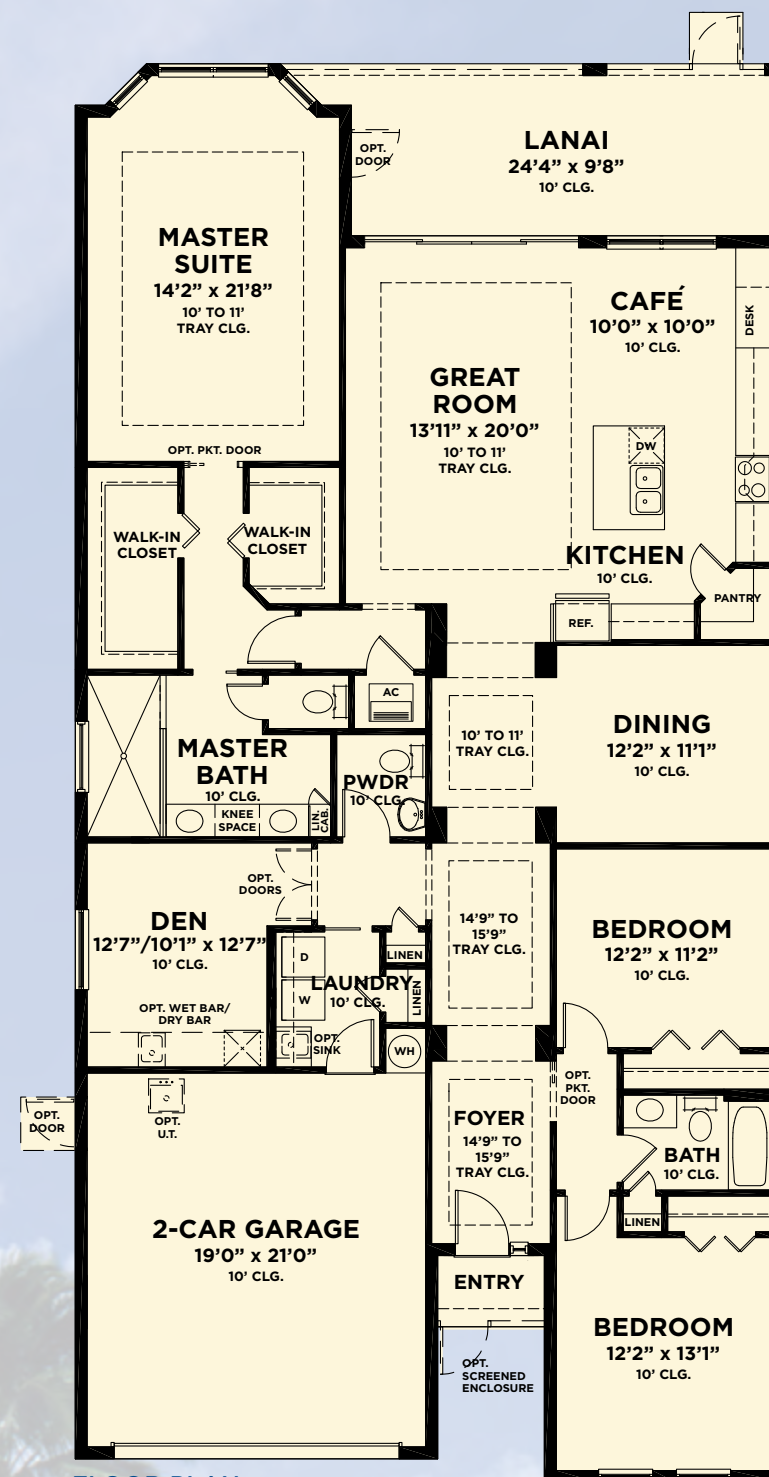 LANAI
24'4” x 9'8”
10' CLG.
OPT.
DOOR
MASTER
SUITE
14'2” x 21'8”
10' TO 11'
TRAY CLG.
CAFÉ
10'0” x 10'0”
10' CLG.
DESK
GREAT
ROOM
13'11” x 20'0”
10' TO 11'
TRAY CLG.
DW
OPT. PKT. DOOR
WALK-IN
CLOSET
WALK-IN
CLOSET
KITCHEN
10' CLG.
PANTRY
REF.
AC
MASTER
BATH
10' CLG.
KNEE
SPACE
LIN.
CAB.
PWDR
10' CLG.
10' TO 11'
TRAY CLG.
DINING
12'2” x 11'1”
10' CLG.
OPT.
DOORS
DEN
12'7”/10'1” x 12'7”
10' CLG.
OPT. WET BAR/
DRY BAR
D
W
LAUNDRY
10' CLG.
OPT.
SINK
LINEN
LINEN
WH
14'9” TO
15'9”
TRAY CLG.
BEDROOM
12'2” x 11'2”
10' CLG.
OPT.
PKT.
DOOR
OPT.
DOOR
OPT.
U.T.
FOYER
14'9” TO
15'9”
TRAY CLG.
BATH
10' CLG.
LINEN
2-CAR GARAGE
19'0” x 21'0”
10' CLG.
ENTRY
OPT.
SCREENED
ENCLOSURE
BEDROOM
12'2” x 13'1”
10' CLG.
FLOOR PLAN